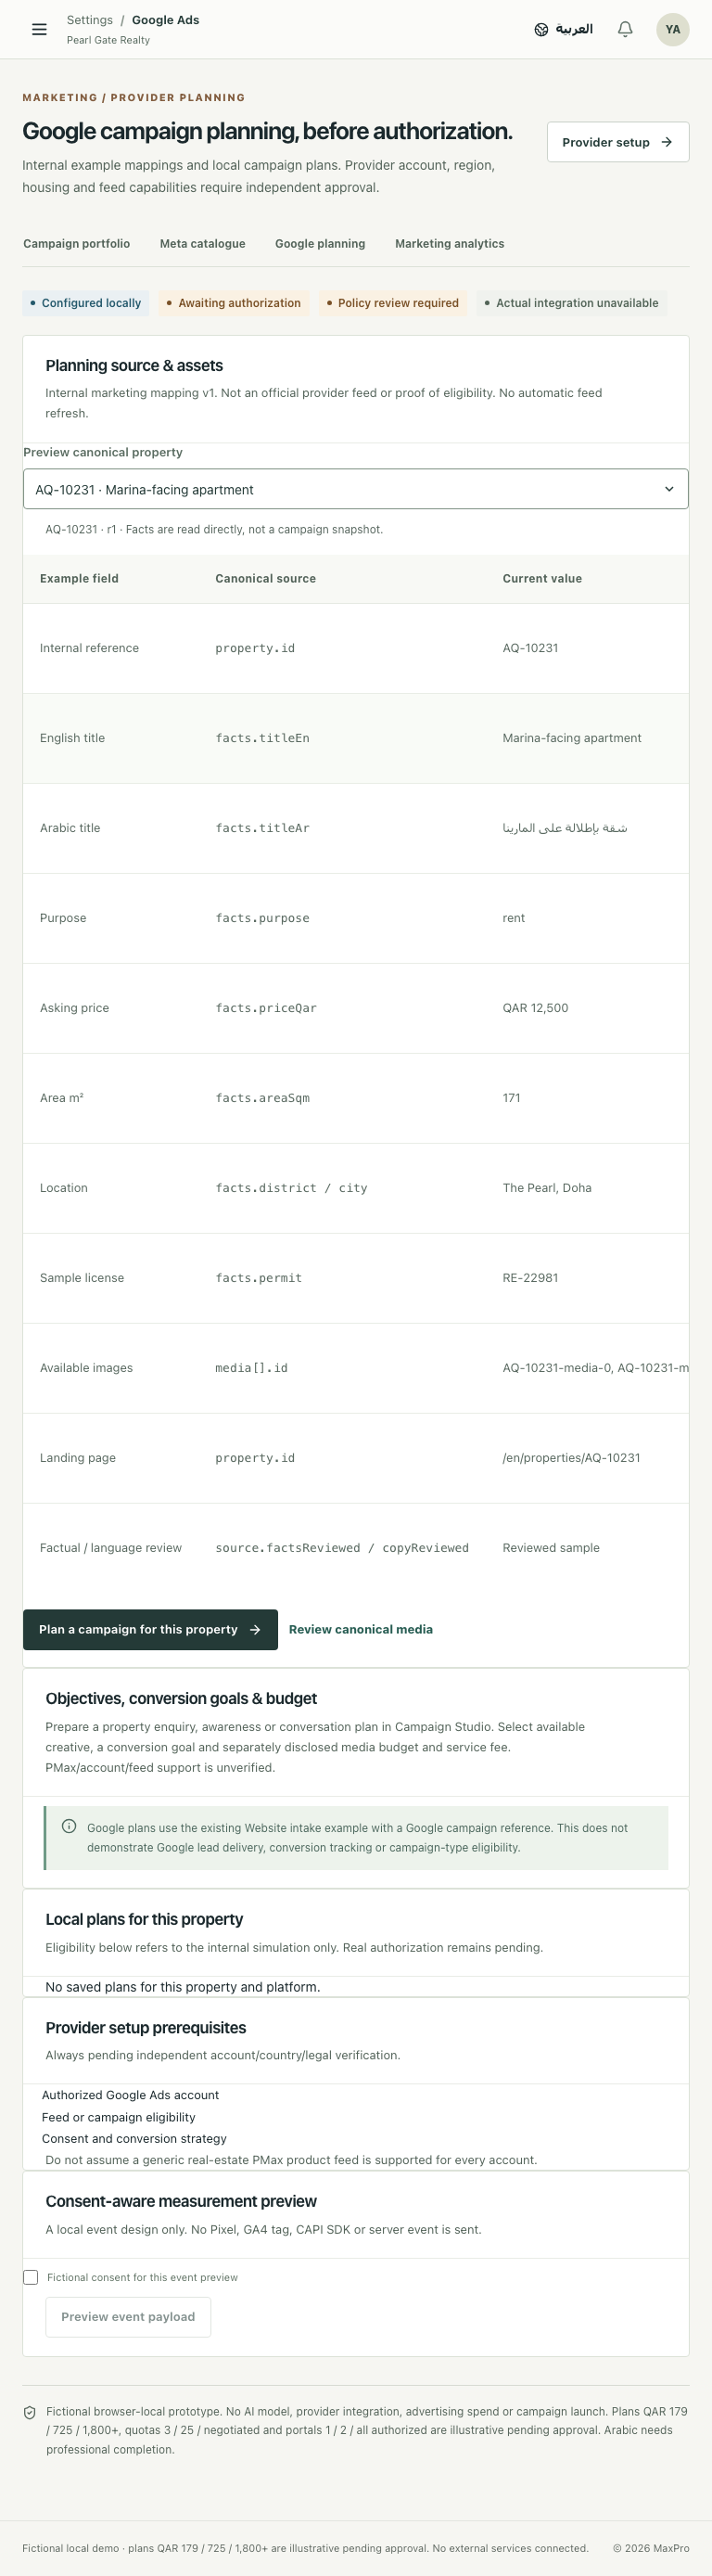 Settings / Google Ads
Pearl Gate Realty
العربية
YA
MARKETING / PROVIDER PLANNING
Google campaign planning, before authorization.
Provider setup
Internal example mappings and local campaign plans. Provider account, region,
housing and feed capabilities require independent approval.
Campaign portfolio Meta catalogue Google planning Marketing analytics
Configured locally Awaiting authorization Policy review required Actual integration unavailable
Planning source & assets
Internal marketing mapping v1. Not an official provider feed or proof of eligibility. No automatic feed
refresh.
Preview canonical property
AQ-10231 · Marina-facing apartment
AQ-10231 · r1 · Facts are read directly, not a campaign snapshot.
Example field Canonical source Current value
Internal reference property.id AQ-10231
English title facts.titleEn Marina-facing apartment
Arabic title facts.titleAr شقة بإطلالة على المارينا
Purpose facts.purpose rent
Asking price facts.priceQar QAR 12,500
Area m² facts.areaSqm 171
Location facts.district / city The Pearl, Doha
Sample license facts.permit RE-22981
Available images media[].id AQ-10231-media-0, AQ-10231-m
Landing page property.id /en/properties/AQ-10231
Factual / language review source.factsReviewed / copyReviewed Reviewed sample
Plan a campaign for this property Review canonical media
Objectives, conversion goals & budget
Prepare a property enquiry, awareness or conversation plan in Campaign Studio. Select available
creative, a conversion goal and separately disclosed media budget and service fee.
PMax/account/feed support is unverified.
Google plans use the existing Website intake example with a Google campaign reference. This does not
demonstrate Google lead delivery, conversion tracking or campaign-type eligibility.
Local plans for this property
Eligibility below refers to the internal simulation only. Real authorization remains pending.
No saved plans for this property and platform.
Provider setup prerequisites
Always pending independent account/country/legal verification.
Authorized Google Ads account
Feed or campaign eligibility
Consent and conversion strategy
Do not assume a generic real-estate PMax product feed is supported for every account.
Consent-aware measurement preview
A local event design only. No Pixel, GA4 tag, CAPI SDK or server event is sent.
Fictional consent for this event preview
Preview event payload
Fictional browser-local prototype. No AI model, provider integration, advertising spend or campaign launch. Plans QAR 179
/ 725 / 1,800+, quotas 3 / 25 / negotiated and portals 1 / 2 / all authorized are illustrative pending approval. Arabic needs
professional completion.
Fictional local demo · plans QAR 179 / 725 / 1,800+ are illustrative pending approval. No external services connected. © 2026 MaxPro